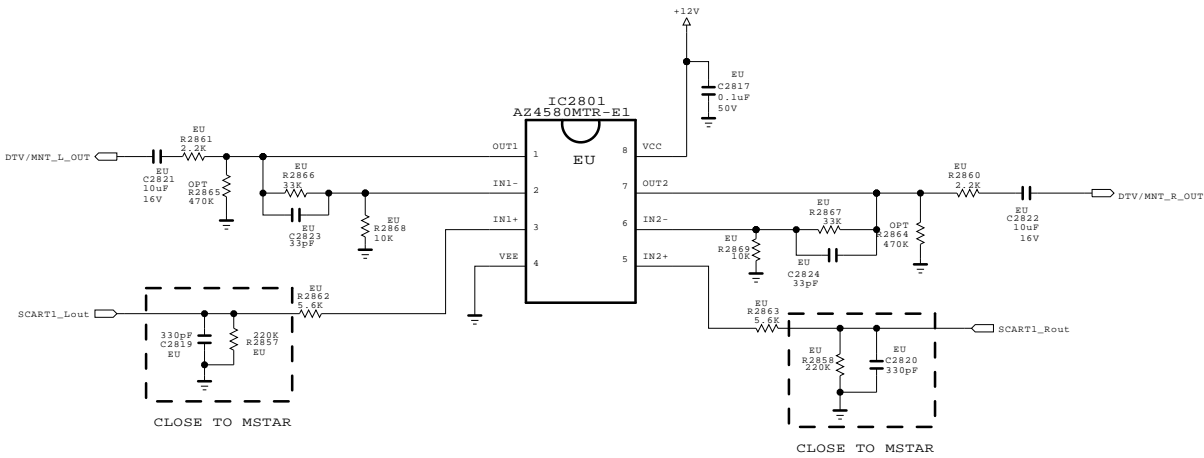 +12V
EU
C2817
0.1uF
50V
IC2801
AZ4580MTR-E1
EU
OUT1
1
IN1-
2
IN1+
3
VEE
4
8
VCC
7
OUT2
6
IN2-
5
IN2+
DTV/MNT_L_OUT
EU
C2821
10uF
16V
EU
R2861
2.2K
OPT
R2865
470K
EU
R2866
33K
EU
C2823
33pF
EU
R2868
10K
SCART1_Lout
330pF
C2819
EU
220K
R2857
EU
EU
R2862
5.6K
CLOSE TO MSTAR
EU
R2860
2.2K
DTV/MNT_R_OUT
EU
C2822
10uF
16V
EU
R2867
33K
OPT
R2864
470K
EU
R2869
10K
EU
C2824
33pF
EU
R2863
5.6K
SCART1_Rout
EU
R2858
220K
EU
C2820
330pF
CLOSE TO MSTAR